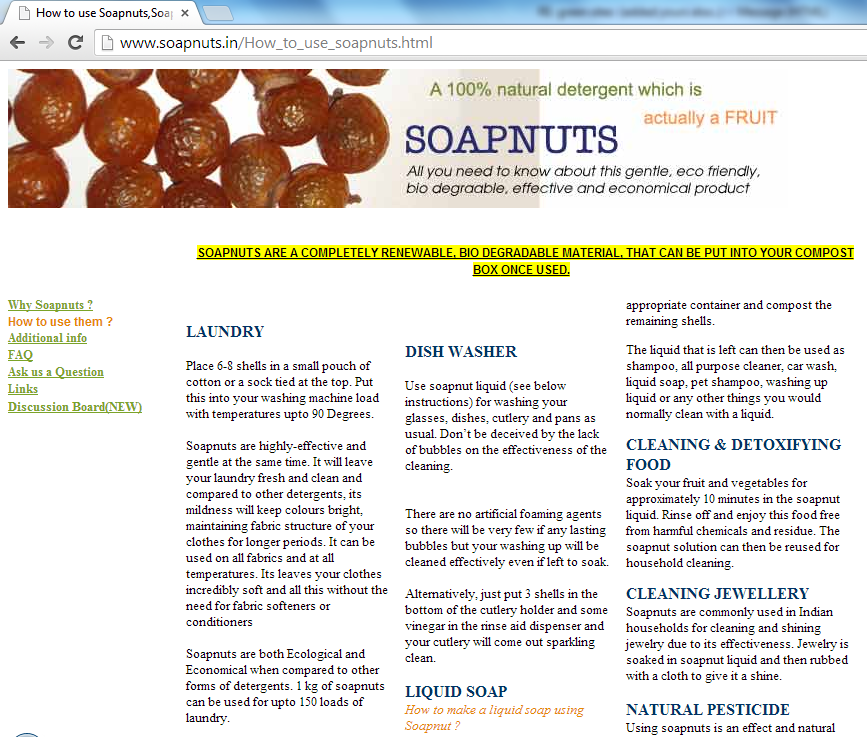 How to use Soapnuts,Soap
www.soapnuts.in/How_to_use_soapnuts.html
A 100% natural detergent which is
actually a FRUIT
SOAPNUTS
All you need to know about this gentle, eco friendly,
bio degraable, effective and economical product
SOAPNUTS ARE A COMPLETELY RENEWABLE, BIO DEGRADABLE MATERIAL, THAT CAN BE PUT INTO YOUR COMPOST
BOX ONCE USED.
Why Soapnuts ?
How to use them ?
Additional info
FAQ
Ask us a Question
Links
Discussion Board(NEW)
LAUNDRY
Place 6-8 shells in a small pouch of
cotton or a sock tied at the top. Put
this into your washing machine load
with temperatures upto 90 Degrees.
Soapnuts are highly-effective and
gentle at the same time. It will leave
your laundry fresh and clean and
compared to other detergents, its
mildness will keep colours bright,
maintaining fabric structure of your
clothes for longer periods. It can be
used on all fabrics and at all
temperatures. Its leaves your clothes
incredibly soft and all this without the
need for fabric softeners or
conditioners
Soapnuts are both Ecological and
Economical when compared to other
forms of detergents. 1 kg of soapnuts
can be used for upto 150 loads of
laundry.
DISH WASHER
Use soapnut liquid (see below
instructions) for washing your
glasses, dishes, cutlery and pans as
usual. Don't be deceived by the lack
of bubbles on the effectiveness of the
cleaning.
There are no artificial foaming agents
so there will be very few if any lasting
bubbles but your washing up will be
cleaned effectively even if left to soak.
Alternatively, just put 3 shells in the
bottom of the cutlery holder and some
vinegar in the rinse aid dispenser and
your cutlery will come out sparkling
clean.
LIQUID SOAP
How to make a liquid soap using
Soapnut ?
appropriate container and compost the
remaining shells.
The liquid that is left can then be used as
shampoo, all purpose cleaner, car wash,
liquid soap, pet shampoo, washing up
liquid or any other things you would
normally clean with a liquid.
CLEANING & DETOXIFYING
FOOD
Soak your fruit and vegetables for
approximately 10 minutes in the soapnut
liquid. Rinse off and enjoy this food free
from harmful chemicals and residue. The
soapnut solution can then be reused for
household cleaning.
CLEANING JEWELLERY
Soapnuts are commonly used in Indian
households for cleaning and shining
jewelry due to its effectiveness. Jewelry is
soaked in soapnut liquid and then rubbed
with a cloth to give it a shine.
NATURAL PESTICIDE
Using soapnuts is an effect and natural